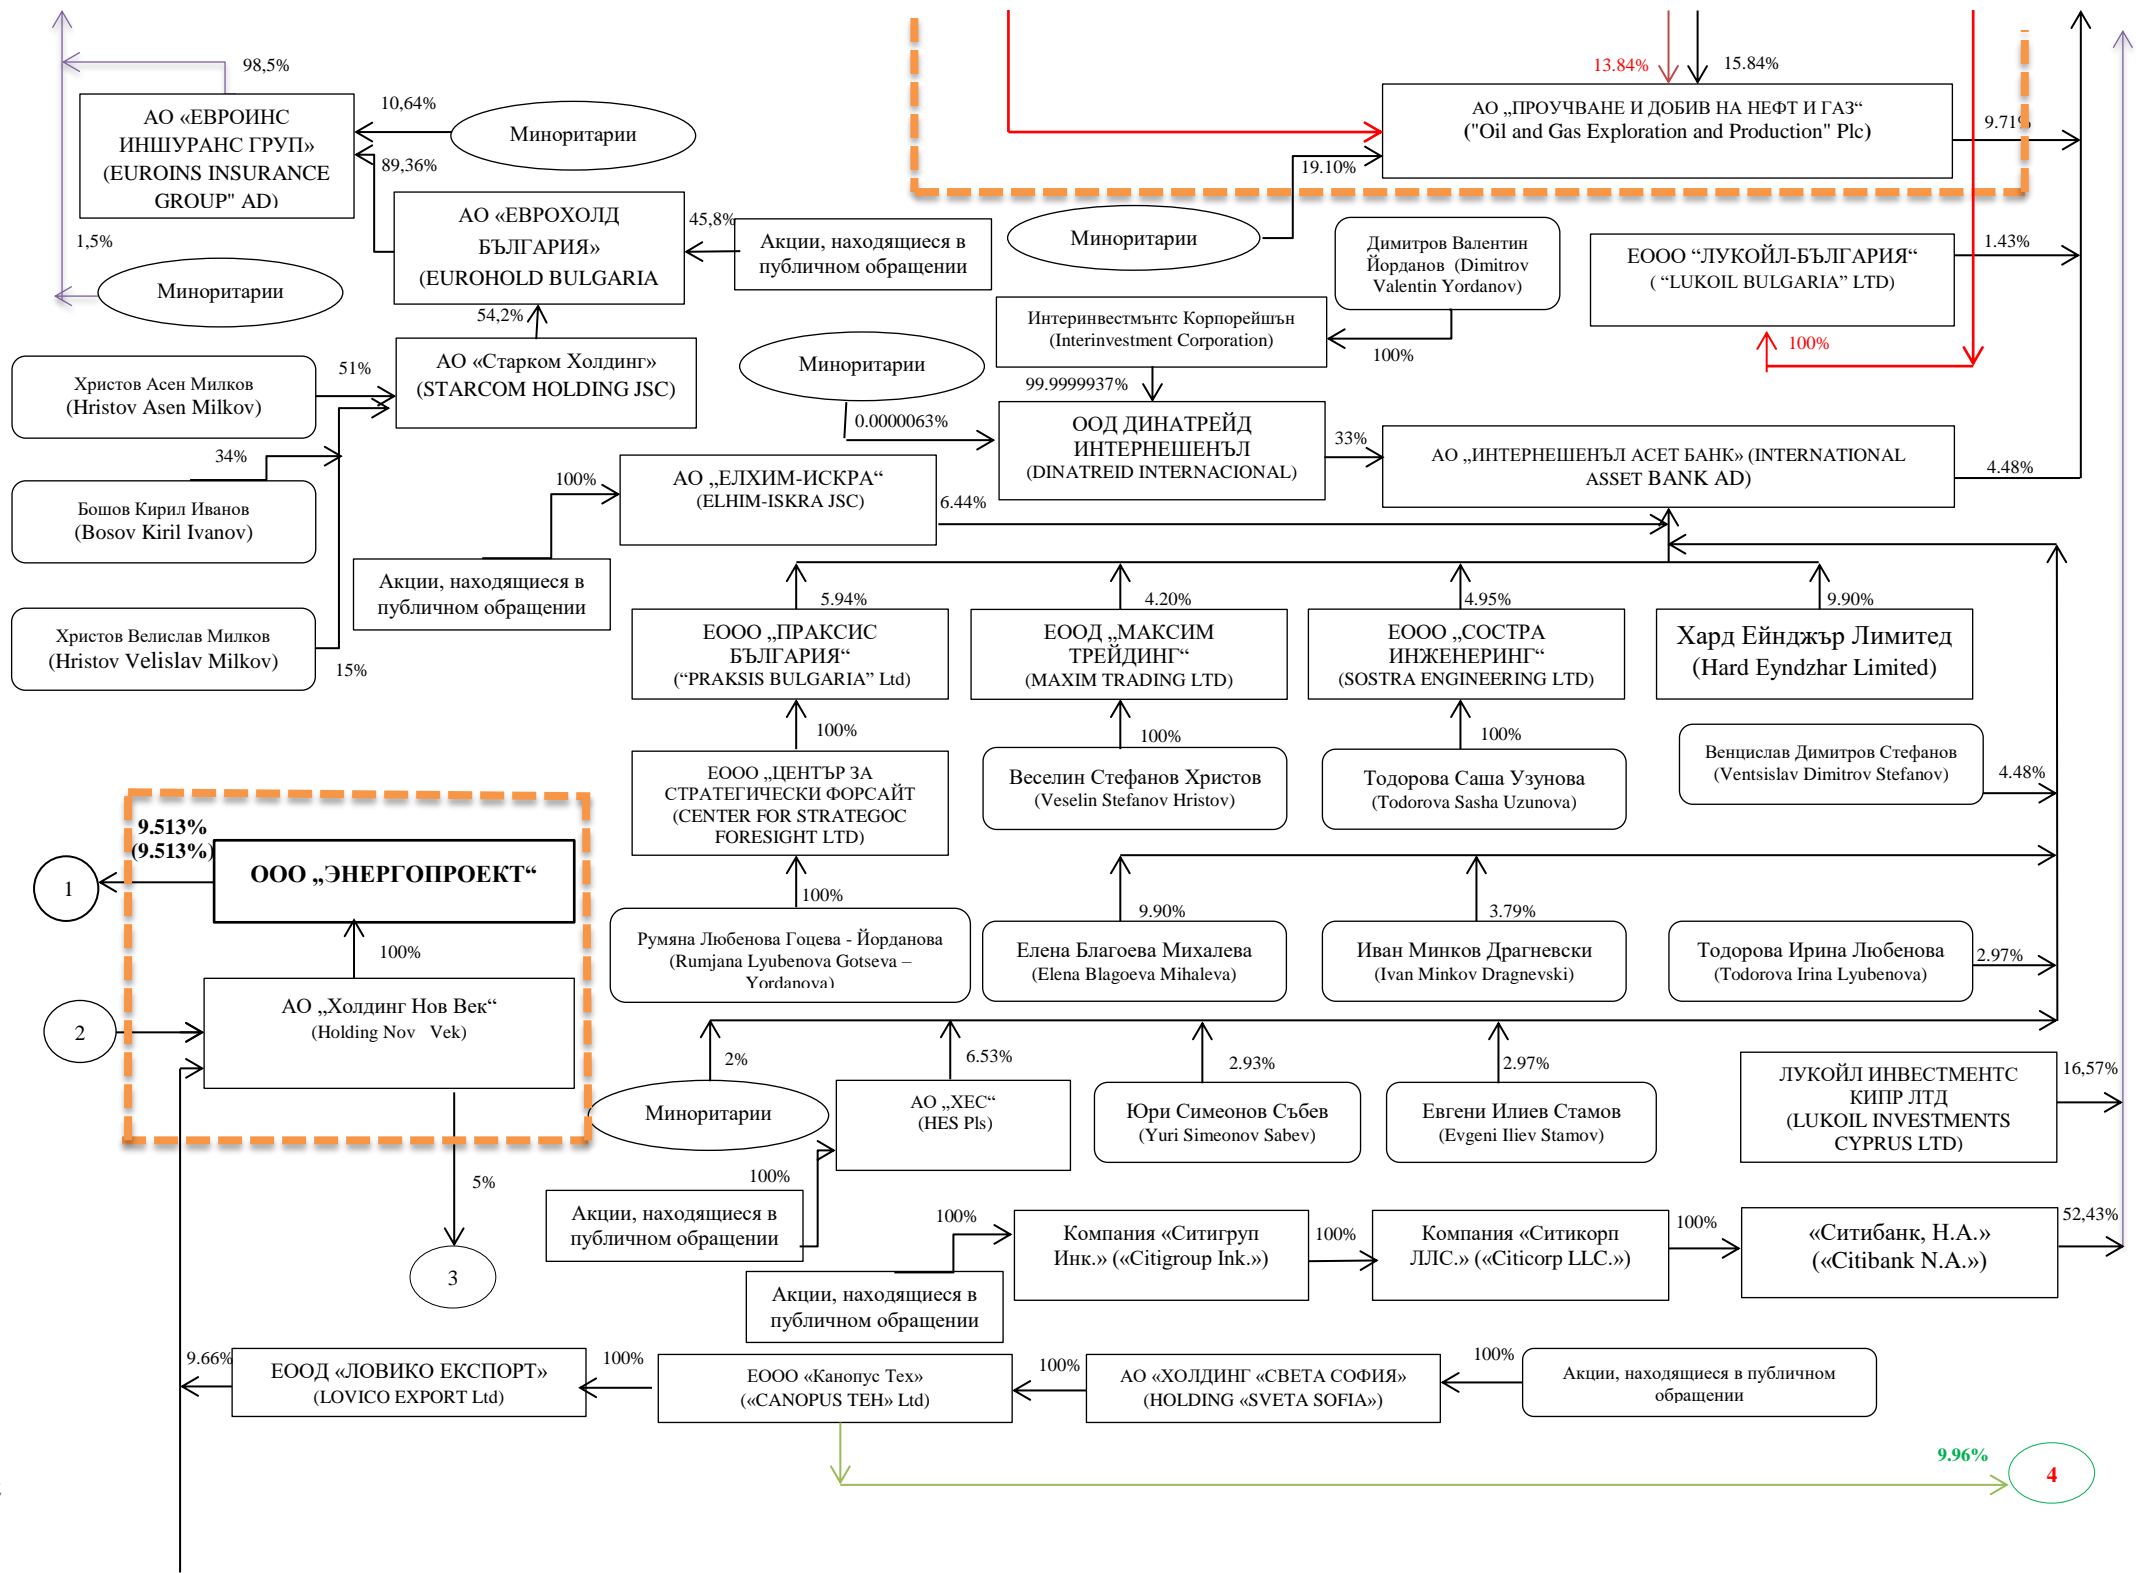 98,5%
АО «ЕВРОИНС
ИНШУРАНС ГРУП»
(EUROINS INSURANCE
GROUP" AD)
10,64%
Миноритарии
89,36%
1,5%
Миноритарии
АО «ЕВРОХОЛД
БЪЛГАРИЯ»
(EUROHOLD BULGARIA
45,8%
Акции, находящиеся в
публичном обращении
54,2%
АО «Старком Холдинг»
(STARCOM HOLDING JSC)
Христов Асен Милков
(Hristov Asen Milkov)
51%
34%
Бошов Кирил Иванов
(Bosov Kiril Ivanov)
Христов Велислав Милков
(Hristov Velislav Milkov)
15%
13.84%
15.84%
АО „ПРОУЧВАНЕ И ДОБИВ НА НЕФТ И ГАЗ“
("Oil and Gas Exploration and Production" Plc)
9.71%
19.10%
Миноритарии
Димитров Валентин
Йорданов (Dimitrov
Valentin Yordanov)
ЕООО “ЛУКОЙЛ-БЪЛГАРИЯ“
( “LUKOIL BULGARIA” LTD)
1.43%
100%
Интеринвестмънтс Корпорейшън
(Interinvestment Corporation)
100%
Миноритарии
99.9999937%
0.0000063%
ООД ДИНАТРЕЙД
ИНТЕРНЕШЕНЪЛ
(DINATREID INTERNACIONAL)
33%
АО „ИНТЕРНЕШЕНЪЛ АСЕТ БАНК» (INTERNATIONAL
ASSET BANK AD)
4.48%
100%
АО „ЕЛХИМ-ИСКРА“
(ELHIM-ISKRA JSC)
6.44%
Акции, находящиеся в
публичном обращении
5.94%
4.20%
4.95%
9.90%
ЕООО „ПРАКСИС
БЪЛГАРИЯ“
(“PRAKSIS BULGARIA” Ltd)
ЕООД „МАКСИМ
ТРЕЙДИНГ“
(MAXIM TRADING LTD)
ЕООО „СОСТРА
ИНЖЕНЕРИНГ“
(SOSTRA ENGINEERING LTD)
Хард Ейнджър Лимитед
(Hard Eyndzhar Limited)
100%
100%
100%
ЕООО „ЦЕНТЪР ЗА
СТРАТЕГИЧЕСКИ ФОРСАЙТ
(CENTER FOR STRATEGOC
FORESIGHT LTD)
Веселин Стефанов Христов
(Veselin Stefanov Hristov)
Тодорова Саша Узунова
(Todorova Sasha Uzunova)
Венцислав Димитров Стефанов
(Ventsislav Dimitrov Stefanov)
4.48%
9.513%
(9.513%)
1
ООО „ЭНЕРГОПРОЕКТ“
100%
2
АО „Холдинг Нов Век“
(Holding Nov Vek)
5%
3
100%
Румяна Любенова Гоцева - Йорданова
(Rumjana Lyubenova Gotseva –
Yordanova)
9.90%
Елена Благоева Михалева
(Elena Blagoeva Mihaleva)
3.79%
Иван Минков Драгневски
(Ivan Minkov Dragnevski)
Тодорова Ирина Любенова
(Todorova Irina Lyubenova)
2.97%
2%
6.53%
2.93%
2.97%
Миноритарии
АО „ХЕС“
(HES Pls)
Юри Симеонов Събев
(Yuri Simeonov Sabev)
Евгени Илиев Стамов
(Evgeni Iliev Stamov)
ЛУКОЙЛ ИНВЕСТМЕНТС
КИПР ЛТД
(LUKOIL INVESTMENTS
CYPRUS LTD)
16,57%
100%
Акции, находящиеся в
публичном обращении
100%
Акции, находящиеся в
публичном обращении
Компания «Ситигруп
Инк.» («Citigroup Ink.»)
100%
Компания «Ситикорп
ЛЛС.» («Citicorp LLC.»)
100%
«Ситибанк, Н.А.»
(«Citibank N.A.»)
52,43%
9.66%
ЕООД «ЛОВИКО ЕКСПОРТ»
(LOVICO EXPORT Ltd)
100%
ЕООО «Канопус Тех»
(«CANOPUS TEH» Ltd)
100%
АО «ХОЛДИНГ «СВЕТА СОФИЯ»
(HOLDING «SVETA SOFIA»)
100%
Акции, находящиеся в публичном
обращении
9.96%
4